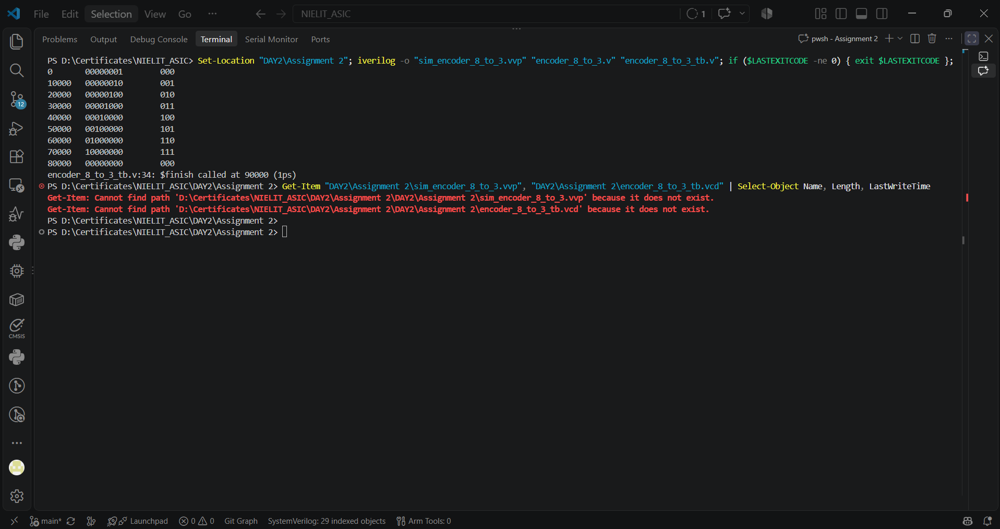 File Edit Selection View Go ··· NIELIT_ASIC 1
Problems Output Debug Console Terminal Serial Monitor Ports pwsh - Assignment 2
PS D:\Certificates\NIELIT_ASIC> Set-Location "DAY2\Assignment 2"; iverilog -o "sim_encoder_8_to_3.vvp" "encoder_8_to_3.v" "encoder_8_to_3_tb.v"; if ($LASTEXITCODE -ne 0) { exit $LASTEXITCODE };
0 00000001 000
10000 00000010 001
20000 00000100 010
30000 00001000 011
40000 00010000 100
50000 00100000 101
60000 01000000 110
70000 10000000 111
80000 00000000 000
encoder_8_to_3_tb.v:34: $finish called at 90000 (1ps)
PS D:\Certificates\NIELIT_ASIC\DAY2\Assignment 2> Get-Item "DAY2\Assignment 2\sim_encoder_8_to_3.vvp", "DAY2\Assignment 2\encoder_8_to_3_tb.vcd" | Select-Object Name, Length, LastWriteTime
Get-Item: Cannot find path 'D:\Certificates\NIELIT_ASIC\DAY2\Assignment 2\DAY2\Assignment 2\sim_encoder_8_to_3.vvp' because it does not exist.
Get-Item: Cannot find path 'D:\Certificates\NIELIT_ASIC\DAY2\Assignment 2\DAY2\Assignment 2\encoder_8_to_3_tb.vcd' because it does not exist.
PS D:\Certificates\NIELIT_ASIC\DAY2\Assignment 2>
PS D:\Certificates\NIELIT_ASIC\DAY2\Assignment 2>
12
CMSIS
main* Launchpad 0 0 Git Graph SystemVerilog: 29 indexed objects Arm Tools: 0